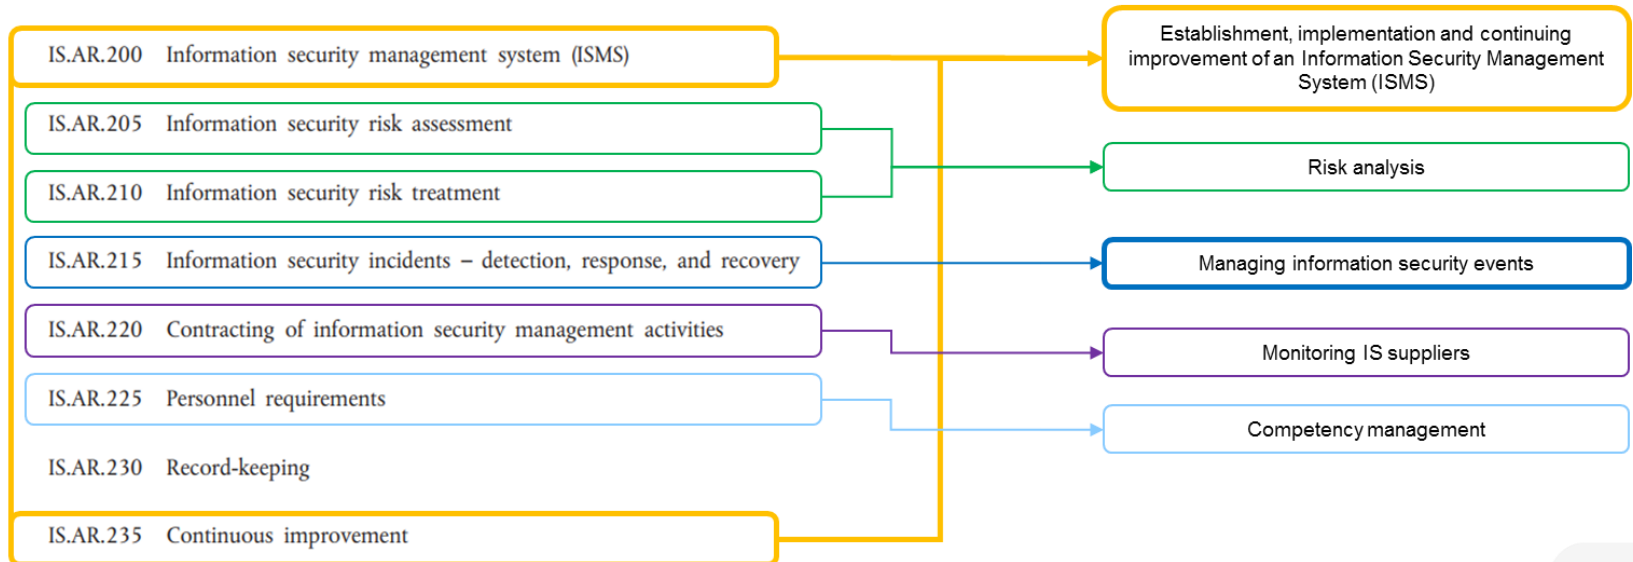 IS.AR.200 Information security management system (ISMS)
IS.AR.205 Information security risk assessment
IS.AR.210 Information security risk treatment
IS.AR.215 Information security incidents – detection, response, and recovery
IS.AR.220 Contracting of information security management activities
IS.AR.225 Personnel requirements
IS.AR.230 Record-keeping
IS.AR.235 Continuous improvement
Establishment, implementation and continuing
improvement of an Information Security Management
System (ISMS)
Risk analysis
Managing information security events
Monitoring IS suppliers
Competency management